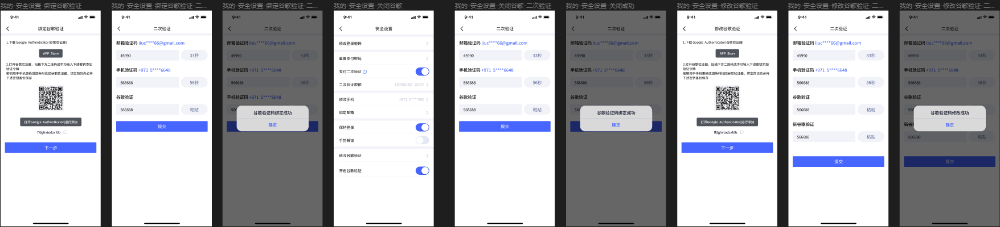 我的-安全设置-绑定谷歌验证
9:41
绑定谷歌验证
1.下载 Google Authenticator(谷歌验证器)
APP Store
2.打开谷歌验证器，扫描下方二维码或手动输入下述密钥添加
验证令牌
密钥用于手机更换或遗失时找回谷歌验证器，绑定前请务必将
下述密钥备份保存
打开Google Authenticator进行添加
ffdghvtodzvfdb
下一步
我的-安全设置-绑定谷歌验证-二...
9:41
二次验证
邮箱验证码 liuc****66@gmail.com
45990
33秒
手机验证码 +971 5****6648
566688
56秒
谷歌验证
566688
粘贴
提交
我的-安全设置-绑定谷歌验证-二...
9:41
二次验证
邮箱验证码 liuc****66@gmail.com
45990
33秒
手机验证码 +971 5****6648
566688
56秒
手机验证码 +971 5****6648
谷歌验证码绑定成功
确定
我的-安全设置-关闭谷歌
9:41
安全设置
修改登录密码
重置支付密码
支付二次验证
二次验证限额
100000.00 USDT
修改手机
+971 5****885
绑定邮箱
保持登录
手势解锁
修改谷歌验证
开启谷歌验证
我的-安全设置-关闭谷歌-二次验证
9:41
二次验证
邮箱验证码 liuc****66@gmail.com
45990
33秒
手机验证码 +971 5****6648
566688
56秒
谷歌验证
566688
粘贴
提交
我的-安全设置-关闭成功
9:41
二次验证
邮箱验证码 liuc****66@gmail.com
45990
33秒
手机验证码 +971 5****6648
566688
56秒
谷歌验证
谷歌验证码绑定成功
确定
我的-安全设置-修改谷歌验证
9:41
修改谷歌验证
1.下载 Google Authenticator(谷歌验证器)
APP Store
2.打开谷歌验证器，扫描下方二维码或手动输入下述密钥添加
验证令牌
密钥用于手机更换或遗失时找回谷歌验证器，绑定前请务必将
下述密钥备份保存
打开Google Authenticator进行添加
ffdghvtodzvfdb
下一步
我的-安全设置-修改谷歌验证-二...
9:41
二次验证
邮箱验证码 liuc****66@gmail.com
45990
33秒
手机验证码 +971 5****6648
566688
56秒
谷歌验证
566688
粘贴
新谷歌验证
566688
粘贴
提交
我的-安全设置-修改谷歌验证-二...
9:41
二次验证
邮箱验证码 liuc****66@gmail.com
45990
33秒
手机验证码 +971 5****6648
566688
56秒
谷歌验证
谷歌验证码修改成功
确定
566688
粘贴
提交